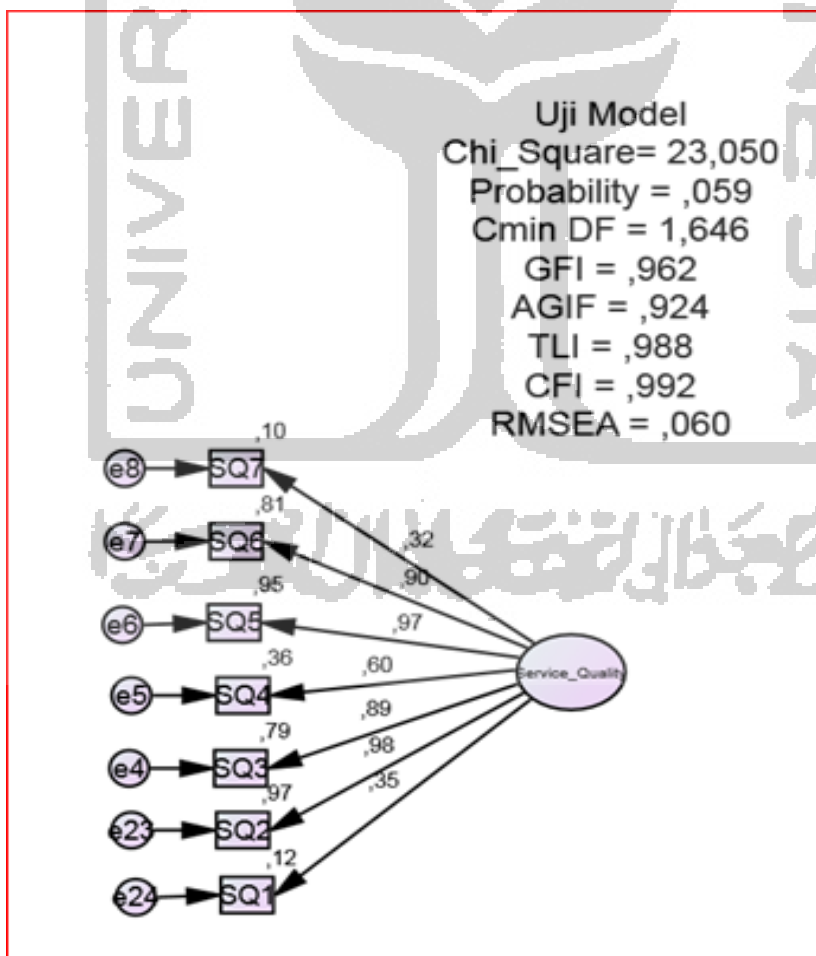 UNIVER
Uji Model
Chi_Square= 23,050
Probability = ,059
Cmin DF = 1,646
GFI = ,962
AGIF = ,924
TLI = ,988
CFI = ,992
RMSEA = ,060
,10
e8 SQ7
,32
,81
e7 SQ6
,90
,95
e6 SQ5
,97
Service_Quality
,36
e5 SQ4
,60
,79
e4 SQ3
,89
,97
e23 SQ2
,98
,12
e24 SQ1
,35